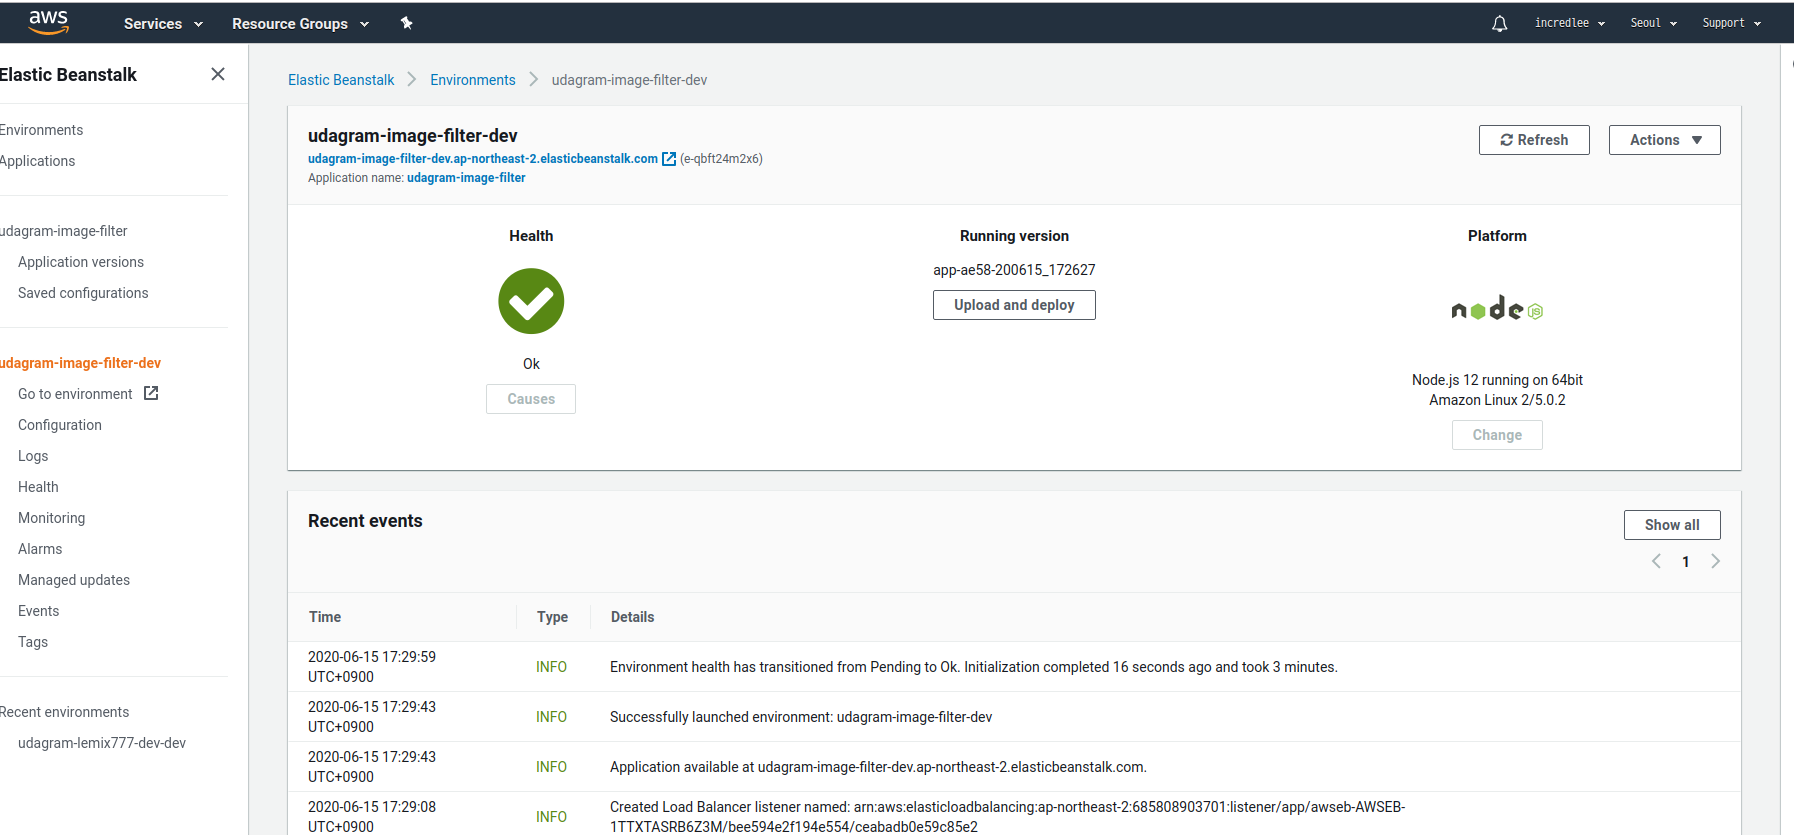 aws Services Resource Groups incredlee Seoul Support
Elastic Beanstalk
Environments
Applications
udagram-image-filter
Application versions
Saved configurations
udagram-image-filter-dev
Go to environment
Configuration
Logs
Health
Monitoring
Alarms
Managed updates
Events
Tags
Recent environments
udagram-lemix777-dev-dev
Elastic Beanstalk > Environments > udagram-image-filter-dev
udagram-image-filter-dev
udagram-image-filter-dev.ap-northeast-2.elasticbeanstalk.com (e-qbft24m2x6)
Application name: udagram-image-filter
Refresh Actions
Health
Ok
Causes
Running version
app-ae58-200615_172627
Upload and deploy
Platform
node JS
Node.js 12 running on 64bit
Amazon Linux 2/5.0.2
Change
Recent events
Show all
1
Time Type Details
2020-06-15 17:29:59
UTC+0900
INFO
Environment health has transitioned from Pending to Ok. Initialization completed 16 seconds ago and took 3 minutes.
2020-06-15 17:29:43
UTC+0900
INFO
Successfully launched environment: udagram-image-filter-dev
2020-06-15 17:29:43
UTC+0900
INFO
Application available at udagram-image-filter-dev.ap-northeast-2.elasticbeanstalk.com.
2020-06-15 17:29:08
UTC+0900
INFO
Created Load Balancer listener named: arn:aws:elasticloadbalancing:ap-northeast-2:685808903701:listener/app/awseb-AWSEB-
1TTXTASRB6Z3M/bee594e2f194e554/ceabadb0e59c85e2